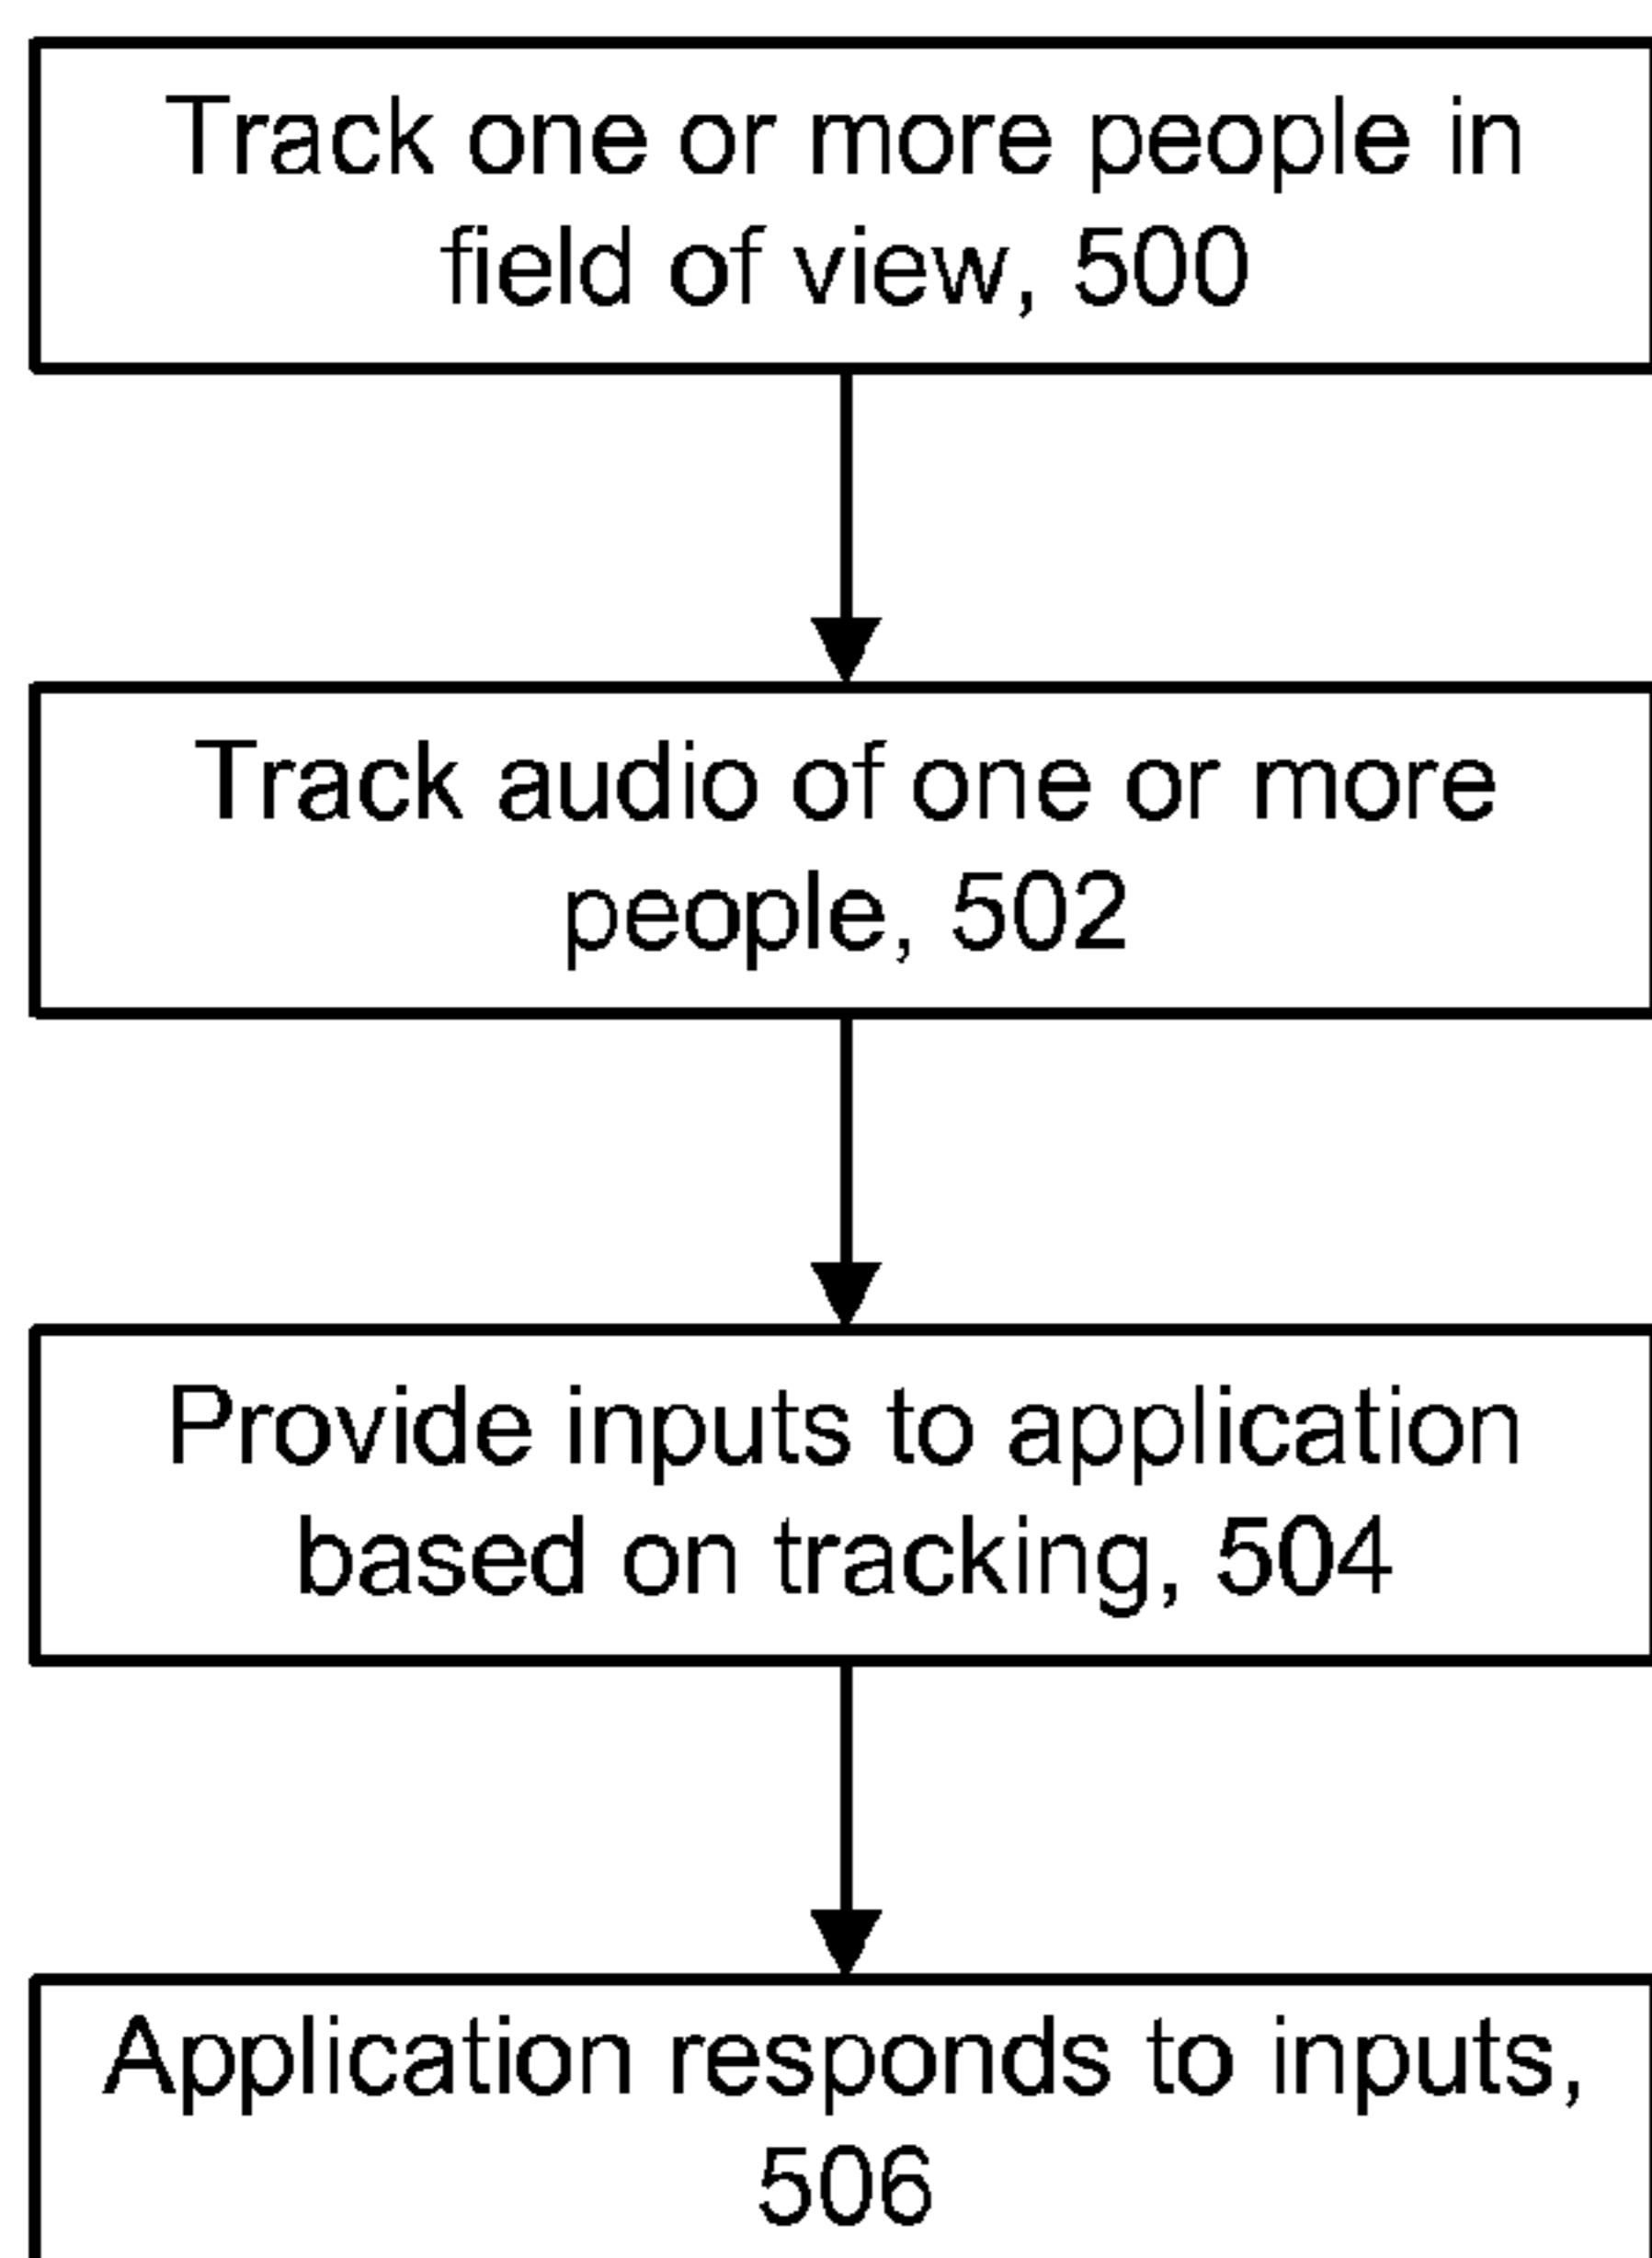 Track one or more people in
field of view, 500
Track audio of one or more
people, 502
Provide inputs to application
based on tracking, 504
Application responds to inputs,
506